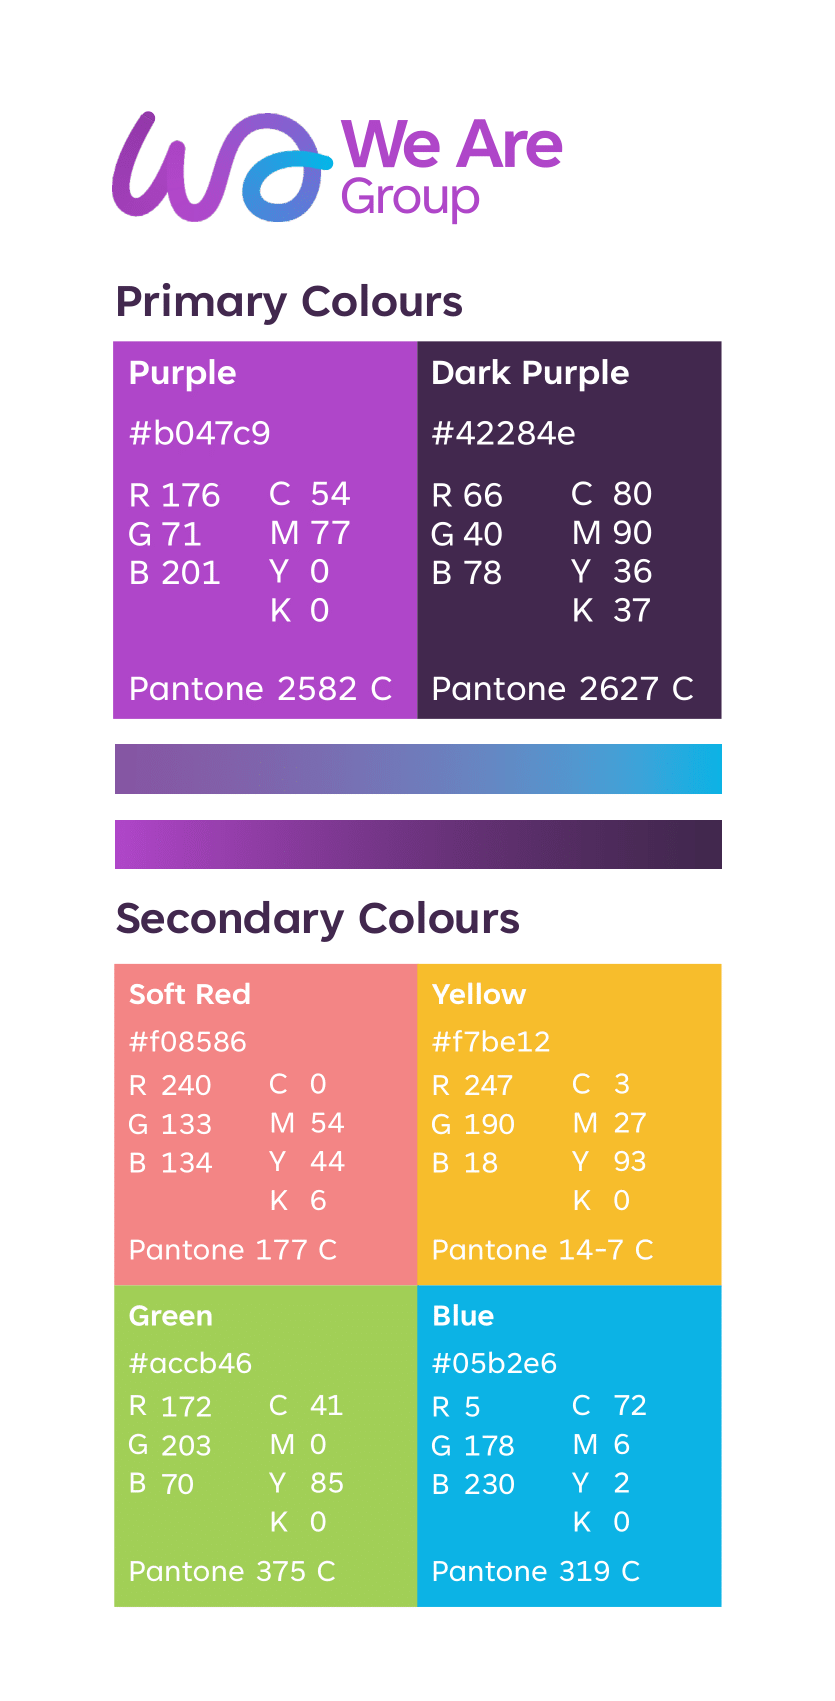 wa
We Are
Group
Primary Colours
Purple
#b047c9
R 176 C 54
G 71 M 77
B 201 Y 0
K 0
Pantone 2582 C
Dark Purple
#42284e
R 66 C 80
G 40 M 90
B 78 Y 36
K 37
Pantone 2627 C
Secondary Colours
Soft Red
#f08586
R 240 C 0
G 133 M 54
B 134 Y 44
K 6
Pantone 177 C
Yellow
#f7be12
R 247 C 3
G 190 M 27
B 18 Y 93
K 0
Pantone 14-7 C
Green
#accb46
R 172 C 41
G 203 M 0
B 70 Y 85
K 0
Pantone 375 C
Blue
#05b2e6
R 5 C 72
G 178 M 6
B 230 Y 2
K 0
Pantone 319 C